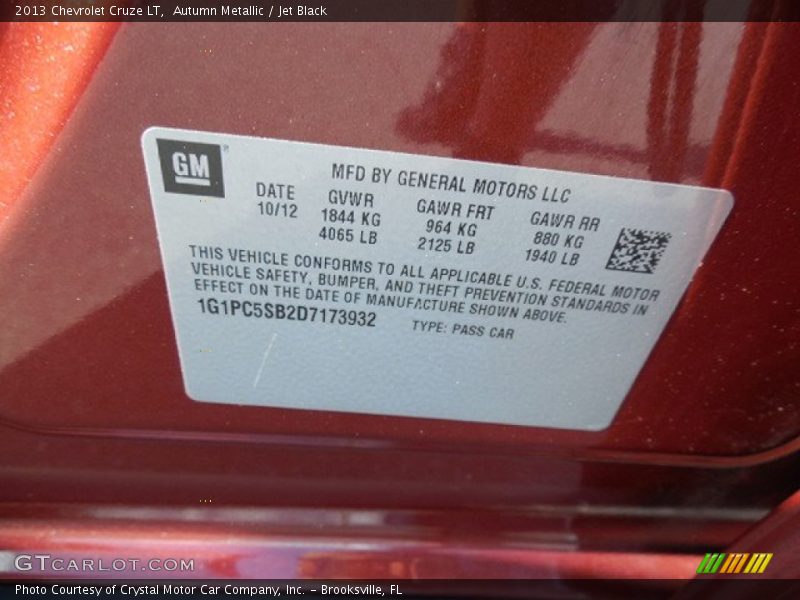 2013 Chevrolet Cruze LT, Autumn Metallic / Jet Black
GM
MFD BY GENERAL MOTORS LLC
DATE GVWR GAWR FRT GAWR RR
10/12 1844 KG 964 KG 880 KG
4065 LB 2125 LB 1940 LB
THIS VEHICLE CONFORMS TO ALL APPLICABLE U.S. FEDERAL MOTOR
VEHICLE SAFETY, BUMPER, AND THEFT PREVENTION STANDARDS IN
EFFECT ON THE DATE OF MANUFACTURE SHOWN ABOVE.
1G1PC5SB2D7173932 TYPE: PASS CAR
GTCARLOT.COM
Photo Courtesy of Crystal Motor Car Company, Inc. – Brooksville, FL